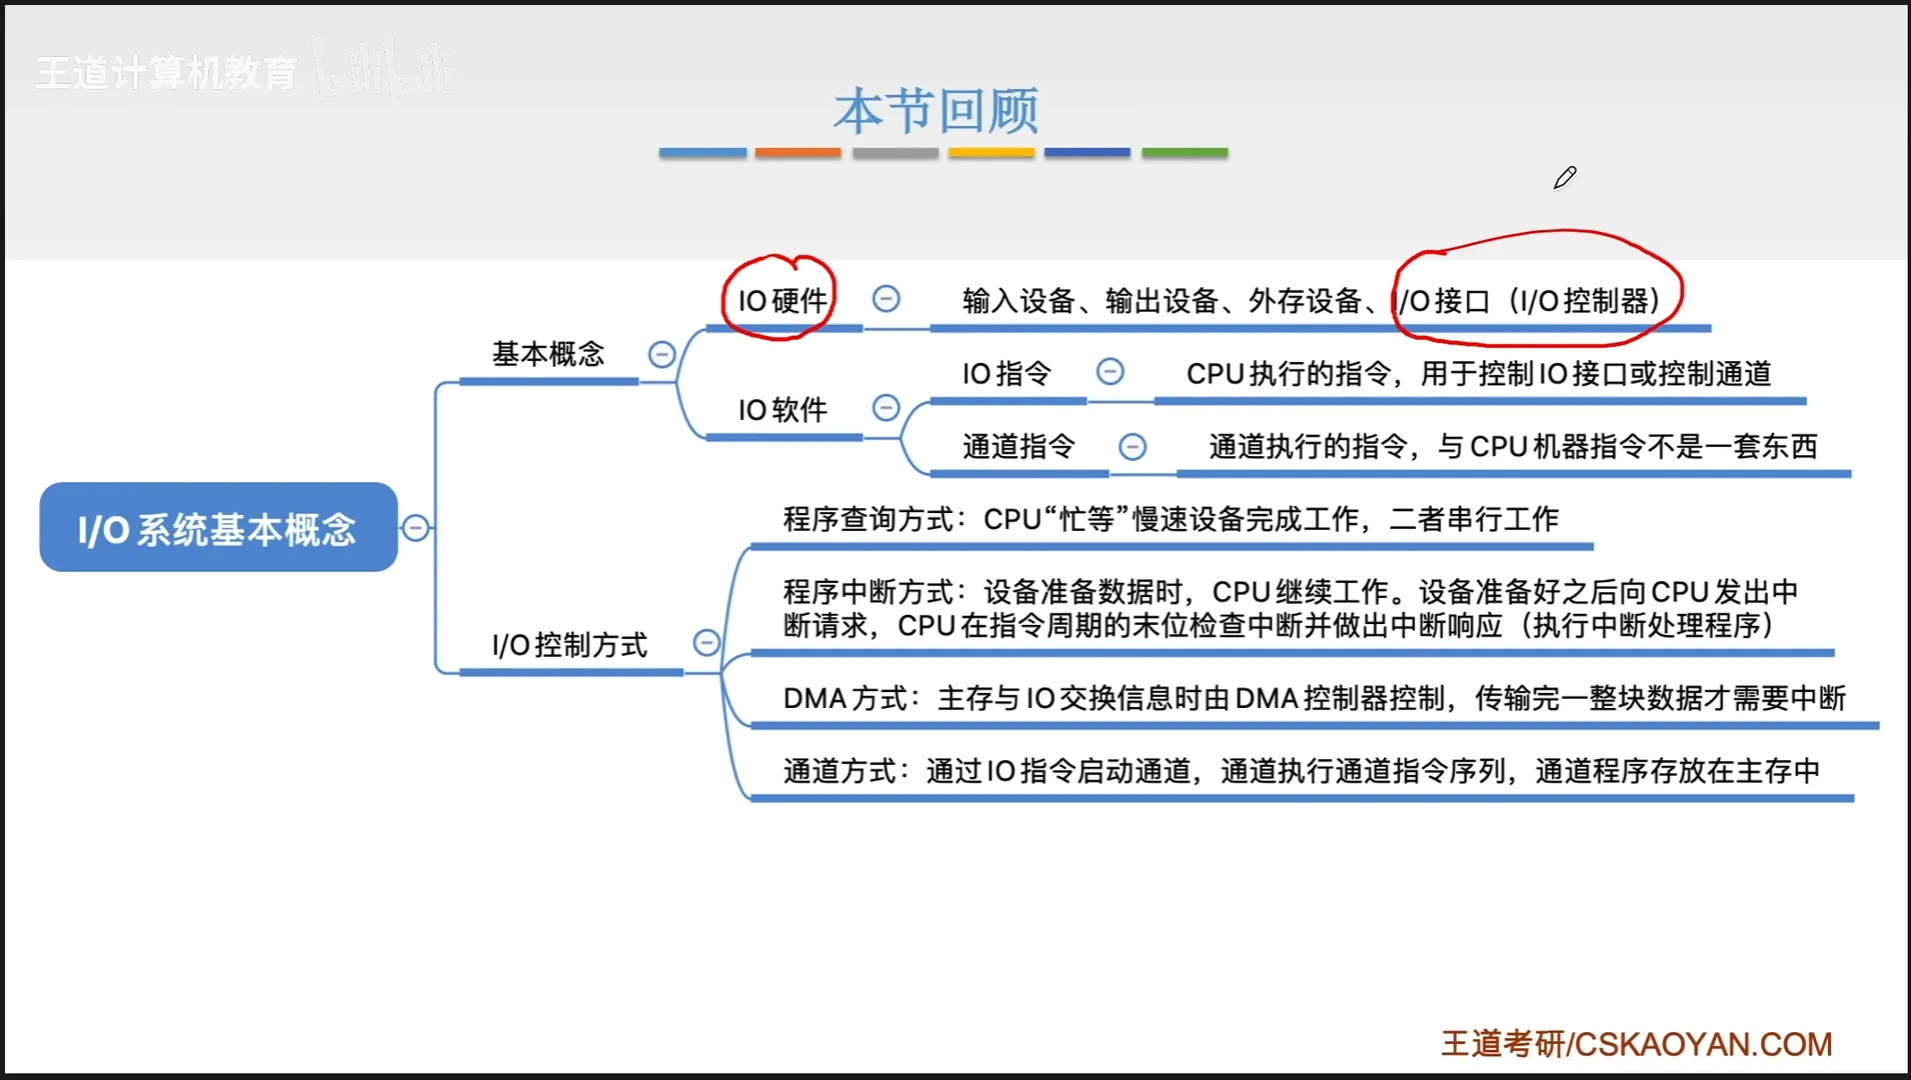 王道计算机教育 bilibili
本节回顾
IO硬件
输入设备、输出设备、外存设备、I/O接口（I/O控制器）
基本概念
IO指令
CPU执行的指令，用于控制IO接口或控制通道
IO软件
通道指令
通道执行的指令，与CPU机器指令不是一套东西
I/O系统基本概念
程序查询方式：CPU“忙等”慢速设备完成工作，二者串行工作
程序中断方式：设备准备数据时，CPU继续工作。设备准备好之后向CPU发出中
断请求，CPU在指令周期的末位检查中断并做出中断响应（执行中断处理程序）
I/O控制方式
DMA方式：主存与IO交换信息时由DMA控制器控制，传输完一整块数据才需要中断
通道方式：通过IO指令启动通道，通道执行通道指令序列，通道程序存放在主存中
王道考研/CSKAOYAN.COM